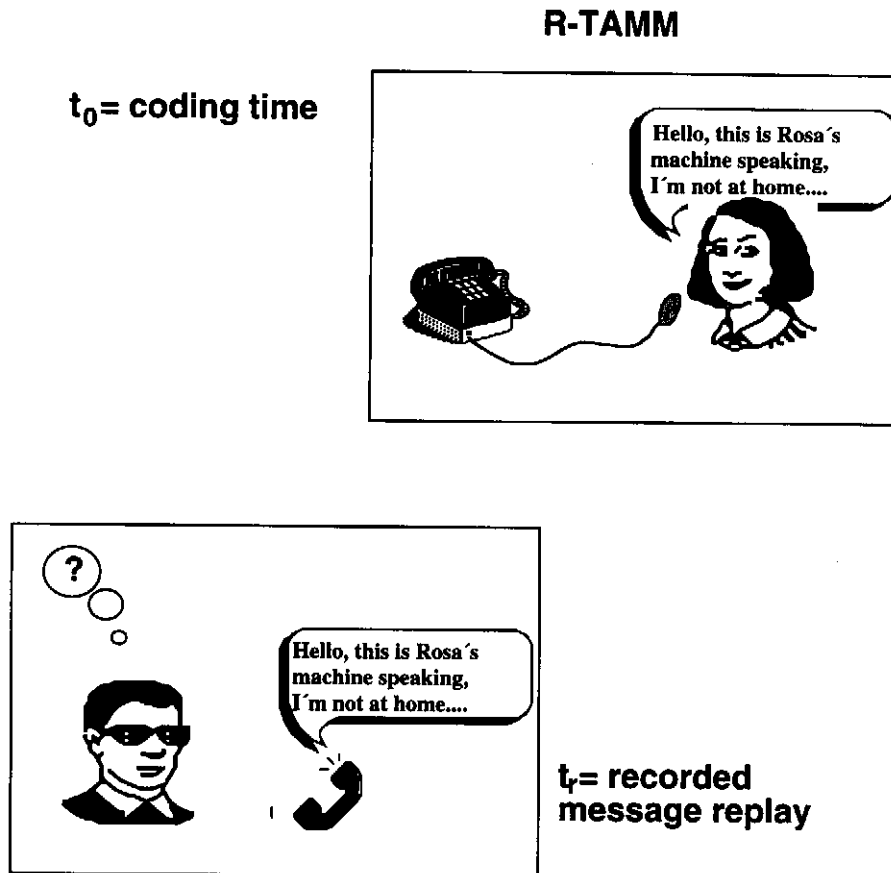 R-TAMM
t₀= coding time
Hello, this is Rosa´s
machine speaking,
I´m not at home....
?
Hello, this is Rosa´s
machine speaking,
I´m not at home....
tᵣ= recorded
message replay